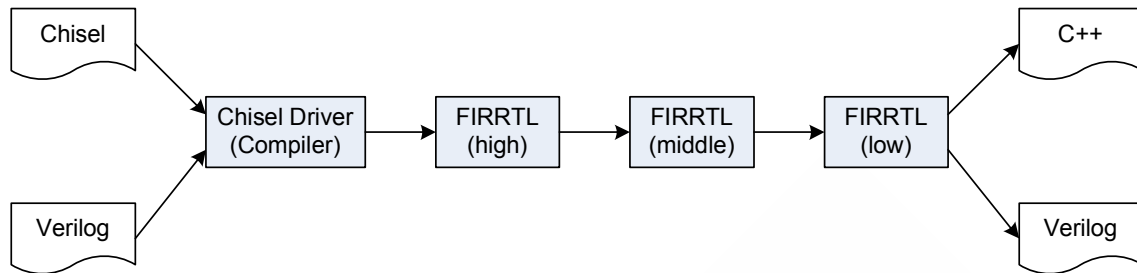 Chisel
C++
Chisel Driver
(Compiler)
FIRRTL
(high)
FIRRTL
(middle)
FIRRTL
(low)
Verilog
Verilog